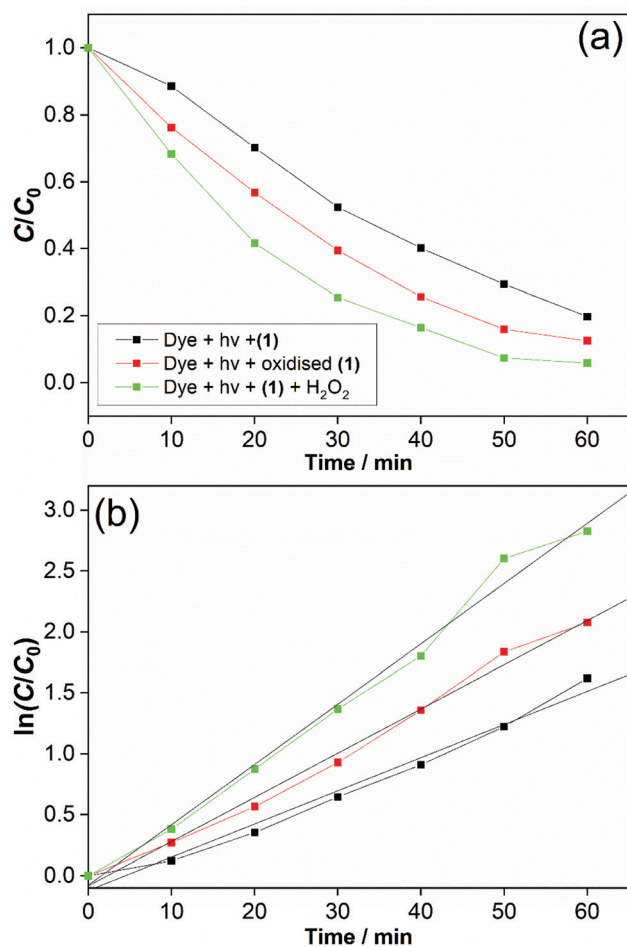 (a)
1.0
0.8
0.6
0.4
0.2
0.0
C/C₀
Dye + hv +(1)
Dye + hv + oxidised (1)
Dye + hv + (1) + H₂O₂
0 10 20 30 40 50 60
Time / min
(b)
3.0
2.5
2.0
1.5
1.0
0.5
0.0
ln(C/C₀)
0 10 20 30 40 50 60
Time / min